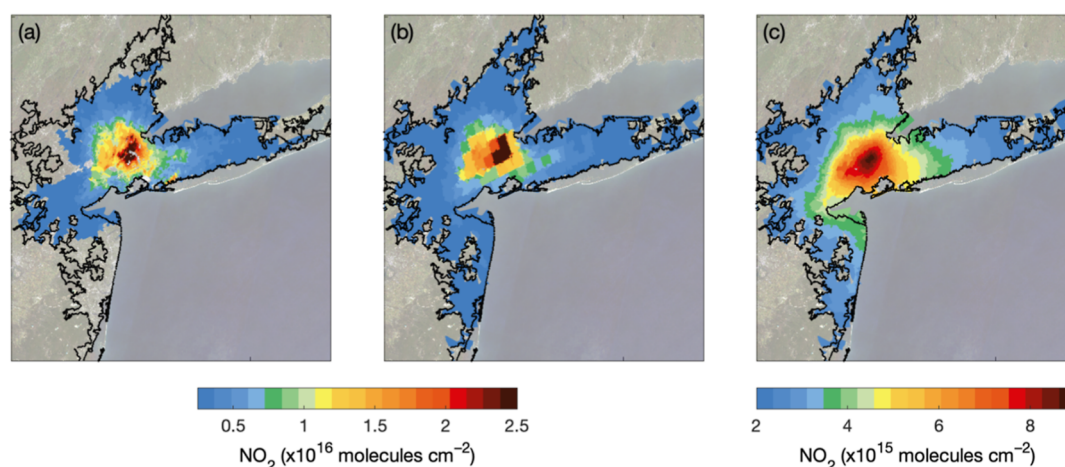 (a) (b) (c)
0.5 1 1.5 2 2.5 2 4 6 8
NO2 (x10^16 molecules cm^-2) NO2 (x10^15 molecules cm^-2)